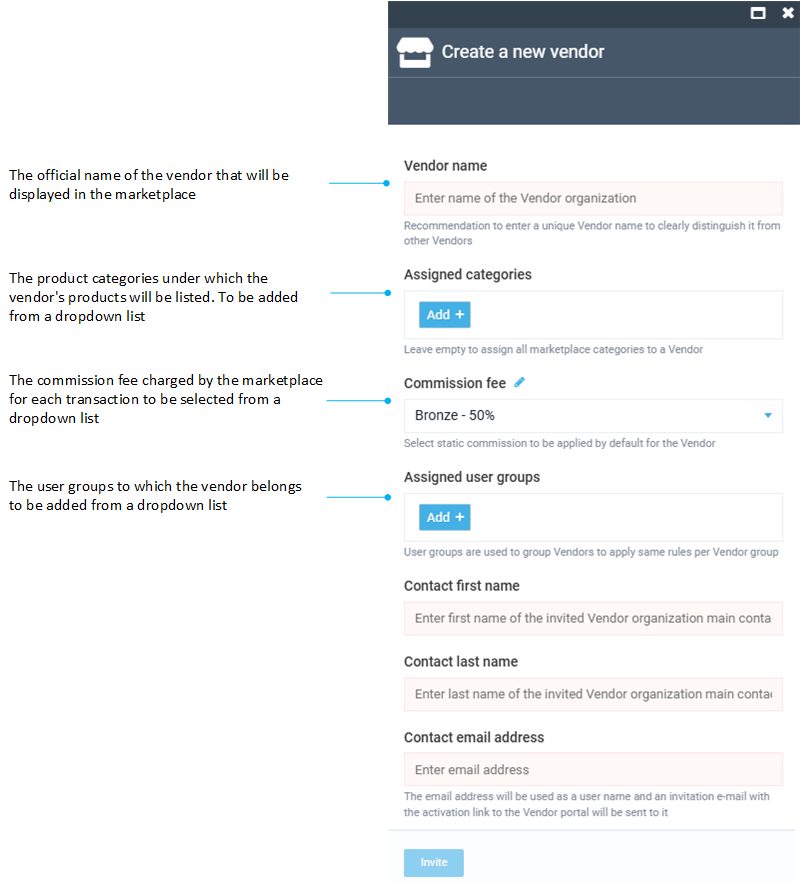 Create a new vendor
The official name of the vendor that will be
displayed in the marketplace
Vendor name
Enter name of the Vendor organization
Recommendation to enter a unique Vendor name to clearly distinguish it from
other Vendors
The product categories under which the
vendor's products will be listed. To be added
from a dropdown list
Assigned categories
Add +
Leave empty to assign all marketplace categories to a Vendor
The commission fee charged by the marketplace
for each transaction to be selected from a
dropdown list
Commission fee
Bronze - 50%
Select static commission to be applied by default for the Vendor
The user groups to which the vendor belongs
to be added from a dropdown list
Assigned user groups
Add +
User groups are used to group Vendors to apply same rules per Vendor group
Contact first name
Enter first name of the invited Vendor organization main conta
Contact last name
Enter last name of the invited Vendor organization main contac
Contact email address
Enter email address
The email address will be used as a user name and an invitation e-mail with
the activation link to the Vendor portal will be sent to it
Invite